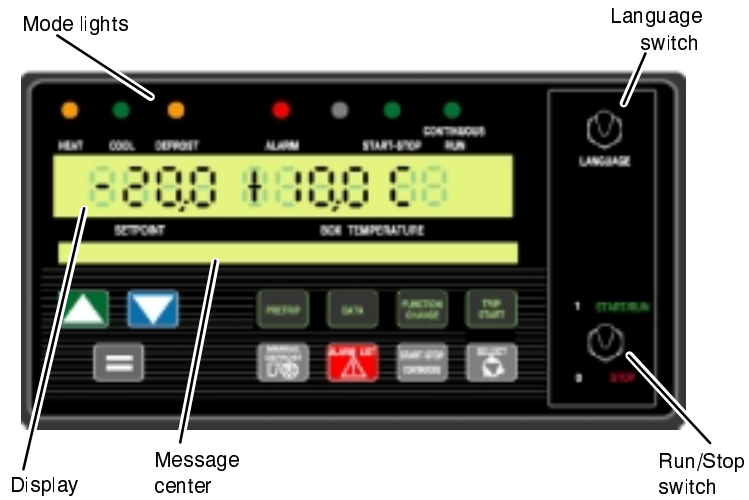 Mode lights
Language
switch
HEAT COOL DEFROST ALARM START-STOP CONTINUOUS
RUN
LANGUAGE
-20,0 +10,0 C
SETPOINT BOX TEMPERATURE
PRETRIP DATA FUNCTION
CHANGE TRIP
START
1 START/RUN
MANUAL
DEFROST ALARM LIST START-STOP
CONTINUOUS SELECT
0 STOP
Display
Message
center
Run/Stop
switch